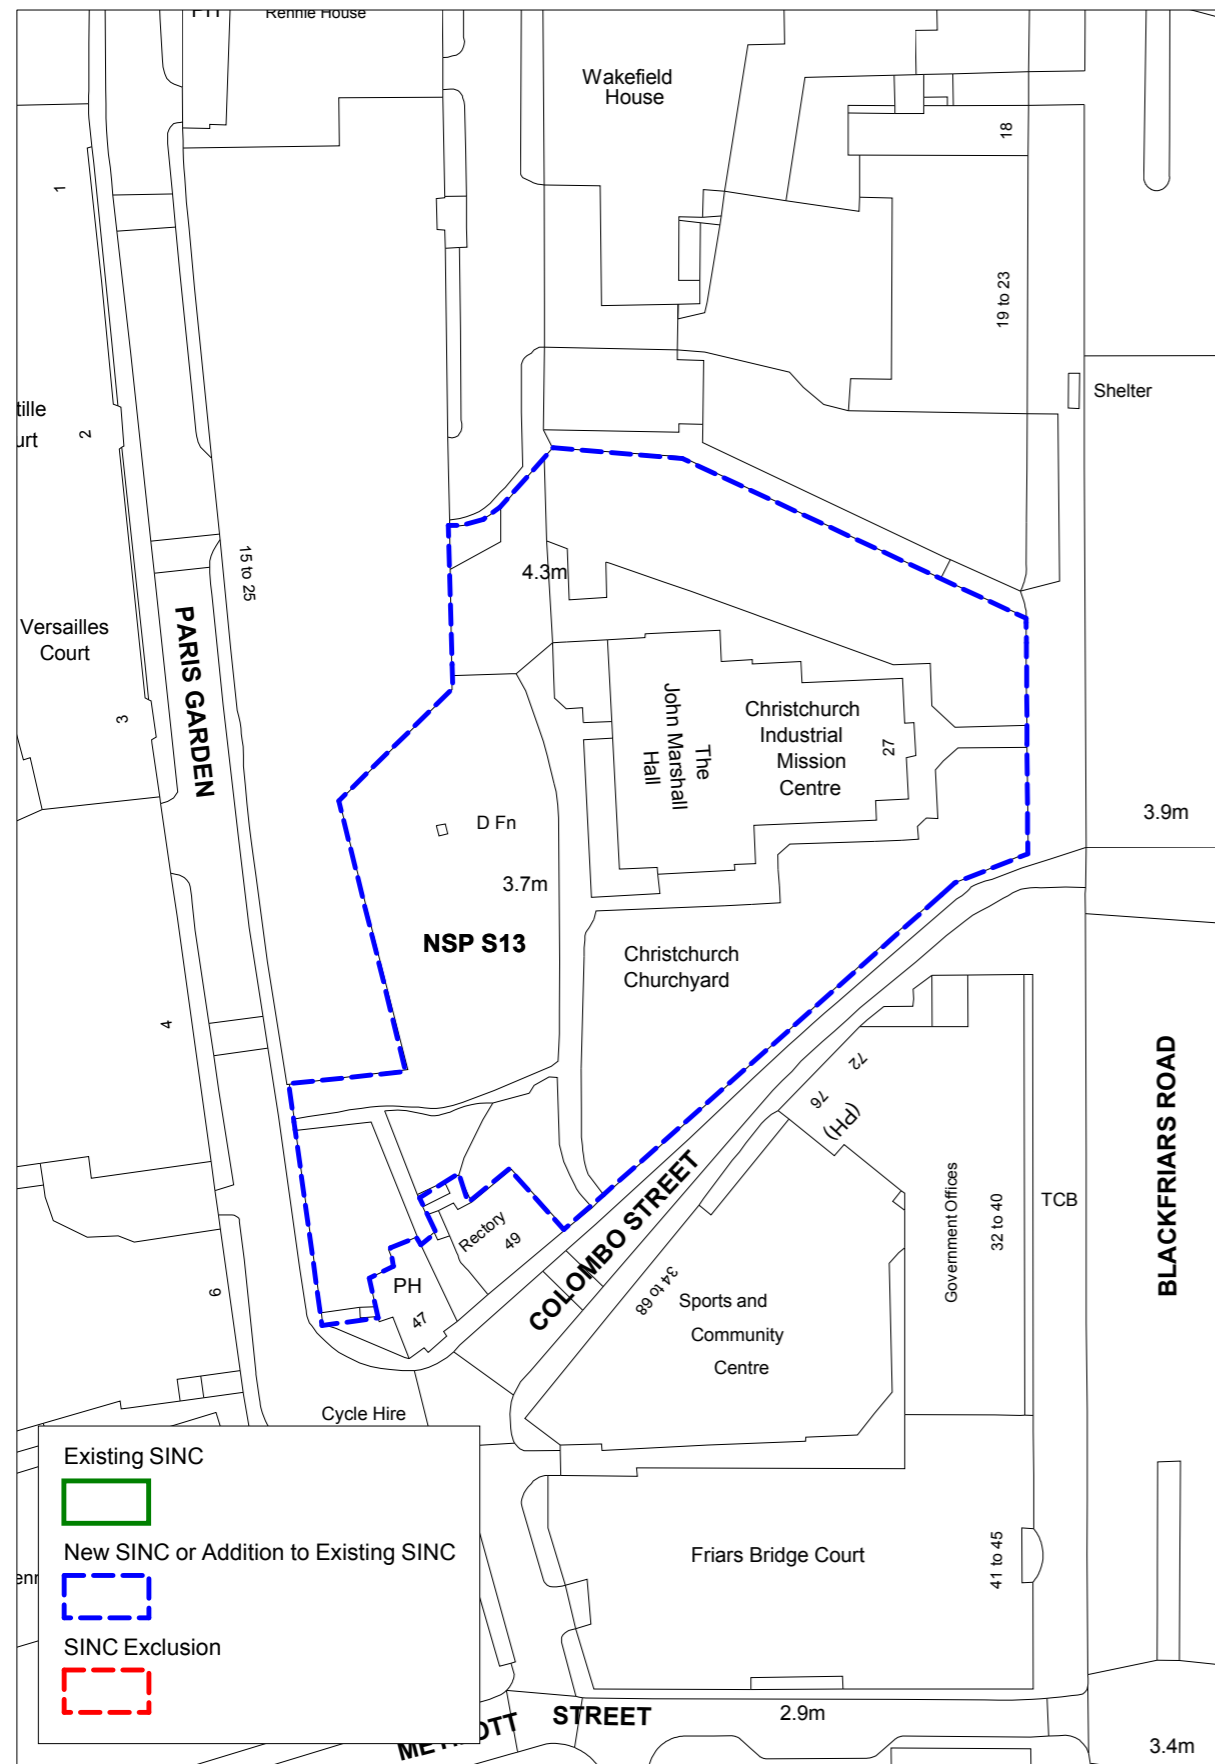 Rennie House
Wakefield
House
18
1
19 to 23
Shelter
tille
urt
2
15 to 25
4.3m
Versailles
Court
PARIS GARDEN
3
The
John Marshall
Hall
Christchurch
Industrial
Mission
Centre
27
3.9m
D Fn
3.7m
NSP S13
Christchurch
Churchyard
4
72
76
(PH)
BLACKFRIARS ROAD
COLOMBO STREET
Government Offices
32 to 40
TCB
Rectory
49
PH
47
34 to 68
Sports and
Community
Centre
Cycle Hire
Existing SINC
New SINC or Addition to Existing SINC
SINC Exclusion
Friars Bridge Court
41 to 45
STREET
2.9m
3.4m